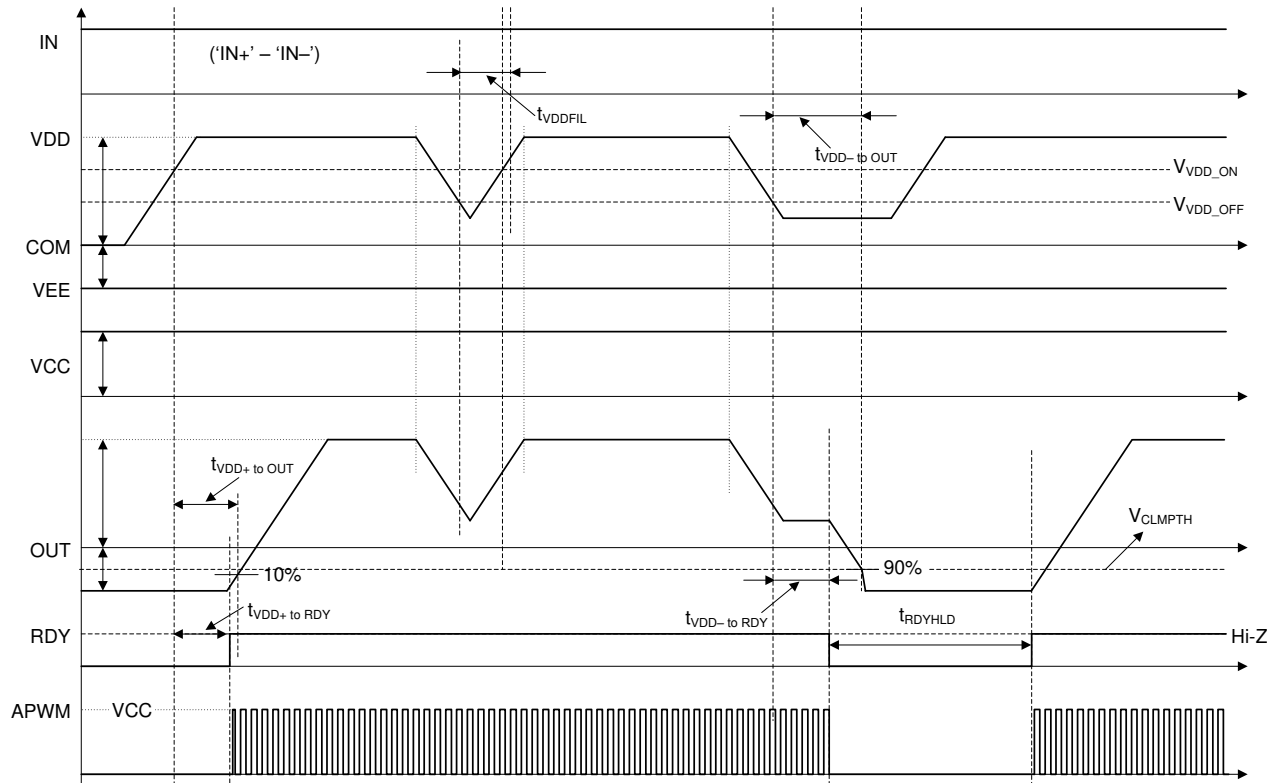 IN
('IN+' – 'IN–')
tVDDFIL
VDD
tVDD– to OUT
VVDD_ON
VVDD_OFF
COM
VEE
VCC
tVDD+ to OUT
VCLMPTH
OUT
10%
90%
tVDD+ to RDY
tVDD– to RDY
tRDYHLD
RDY
Hi-Z
APWM
VCC